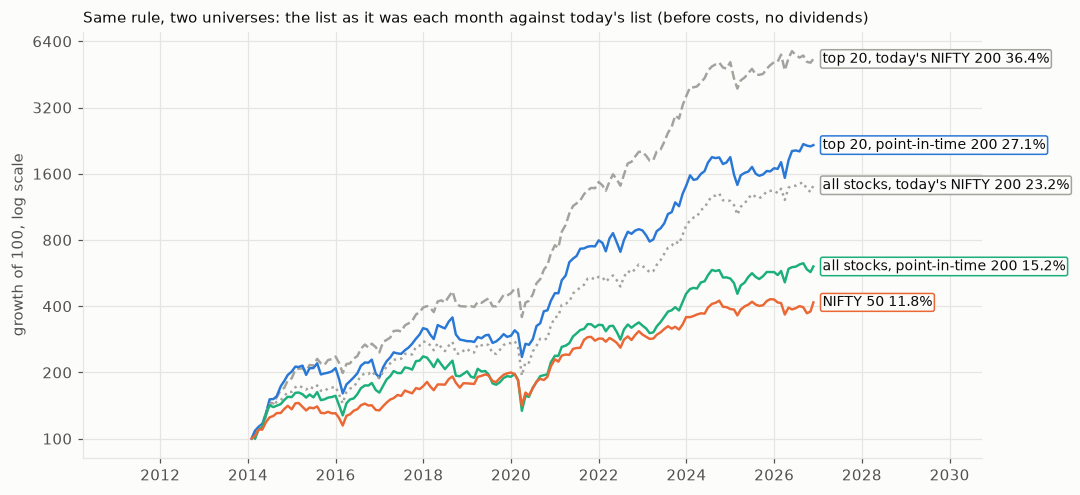 Same rule, two universes: the list as it was each month against today's list (before costs, no dividends)
growth of 100, log scale
6400
3200
1600
800
400
200
100
top 20, today's NIFTY 200 36.4%
top 20, point-in-time 200 27.1%
all stocks, today's NIFTY 200 23.2%
all stocks, point-in-time 200 15.2%
NIFTY 50 11.8%
2012 2014 2016 2018 2020 2022 2024 2026 2028 2030